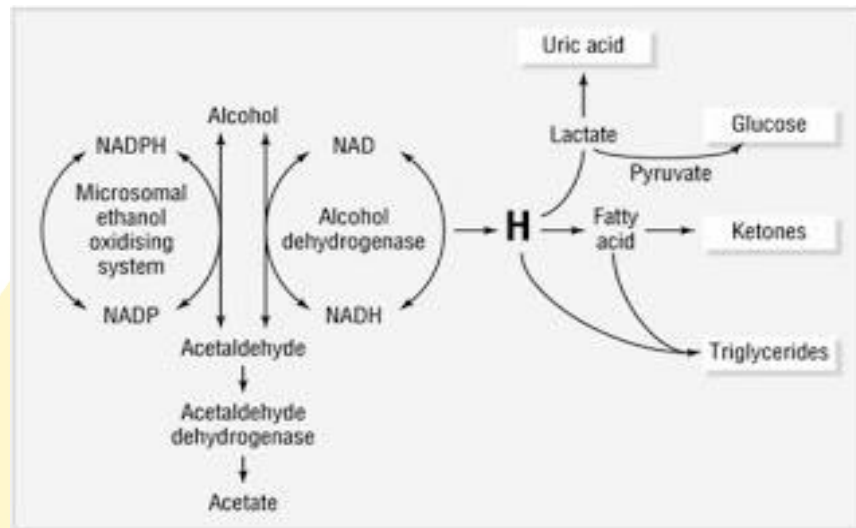 Uric acid
Alcohol
Lactate
Glucose
NADPH
NAD
Pyruvate
Microsomal
ethanol
oxidising
system
Alcohol
dehydrogenase
H
Fatty
acid
Ketones
NADP
NADH
Acetaldehyde
Triglycerides
Acetaldehyde
dehydrogenase
Acetate